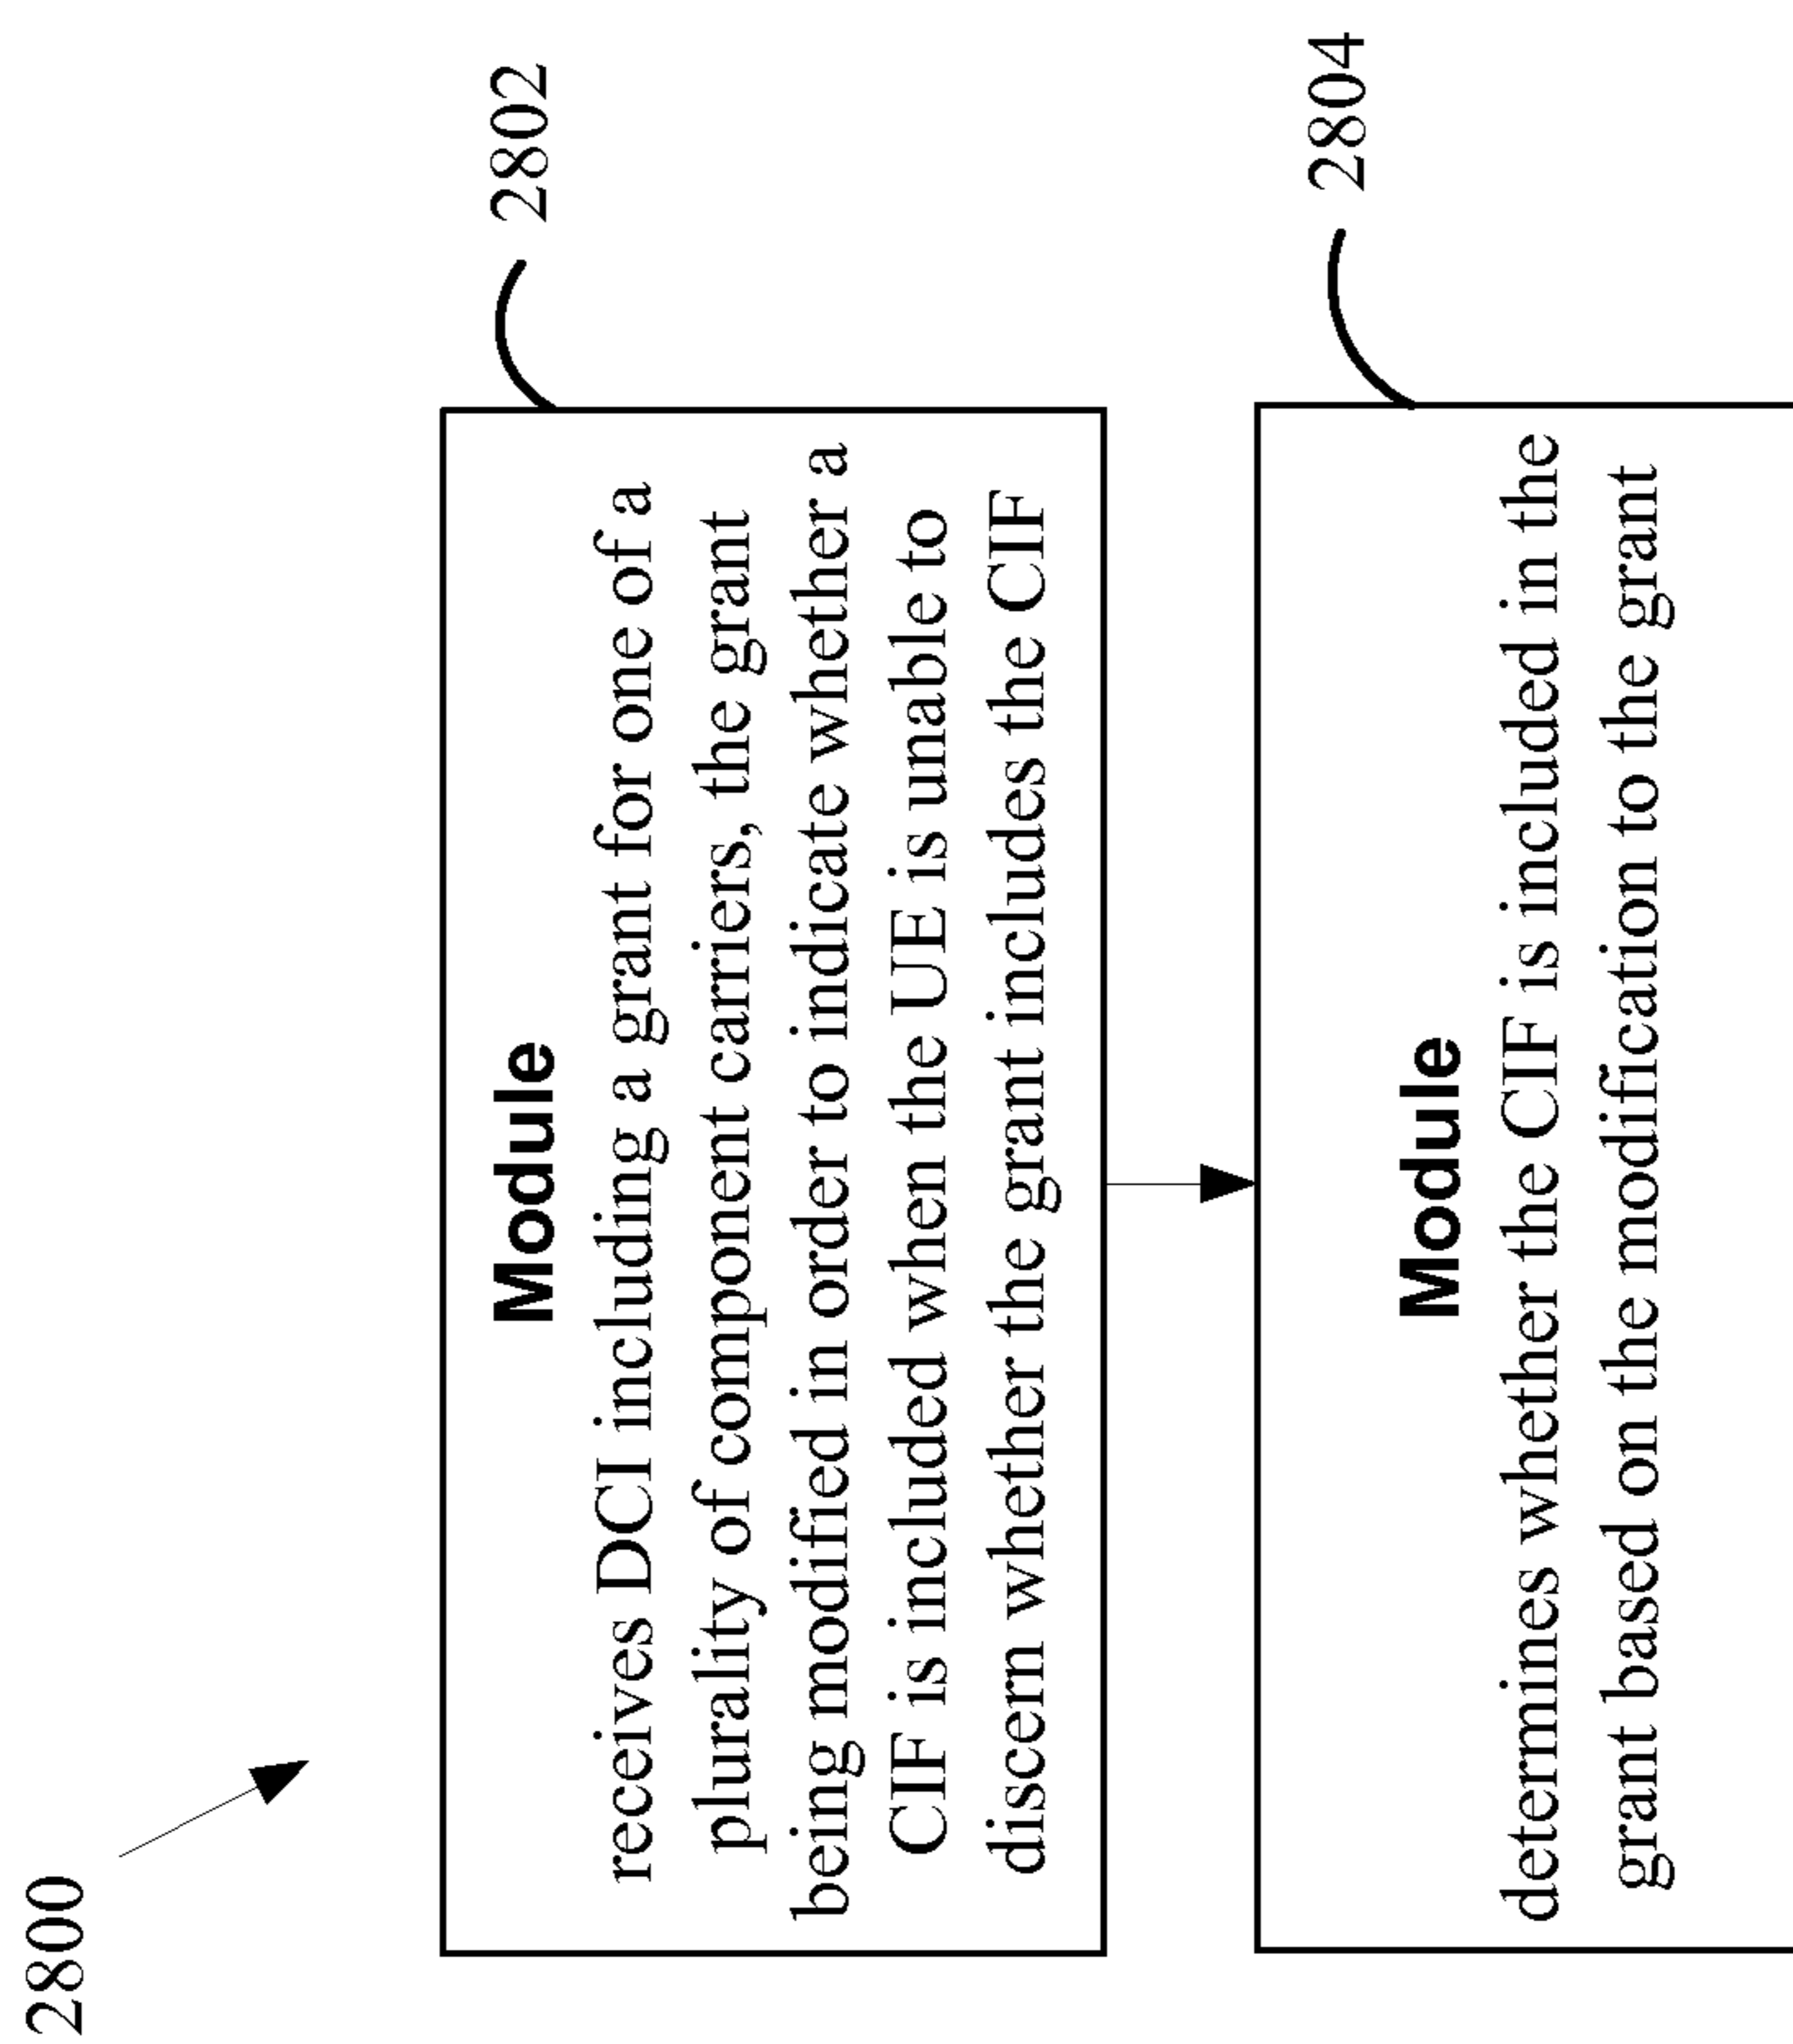 2800
2802
Module
receives DCI including a grant for one of a
plurality of component carriers, the grant
being modified in order to indicate whether a
CIF is included when the UE is unable to
discern whether the grant includes the CIF
2804
Module
determines whether the CIF is included in the
grant based on the modification to the grant